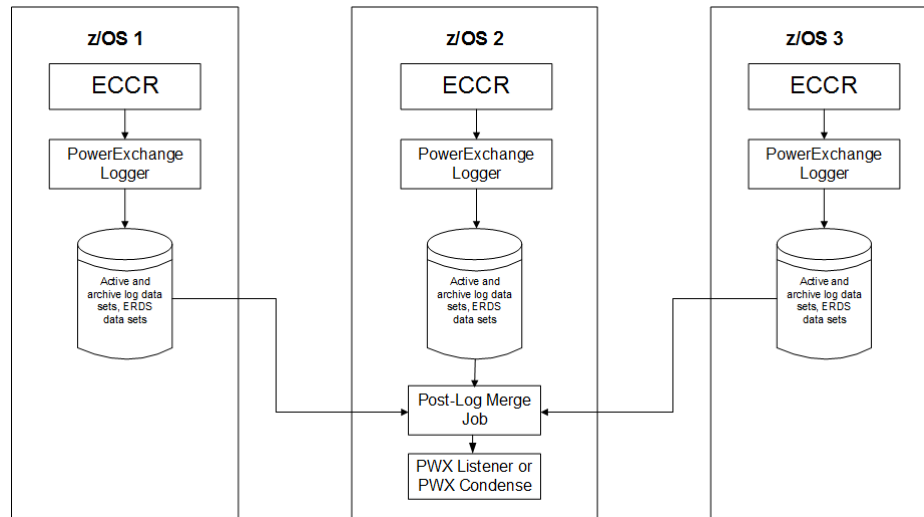 z/OS 1
ECCR
PowerExchange
Logger
Active and
archive log data
sets, ERDS
data sets
z/OS 2
ECCR
PowerExchange
Logger
Active and
archive log data
sets, ERDS
data sets
Post-Log Merge
Job
PWX Listener or
PWX Condense
z/OS 3
ECCR
PowerExchange
Logger
Active and
archive log data
sets, ERDS
data sets